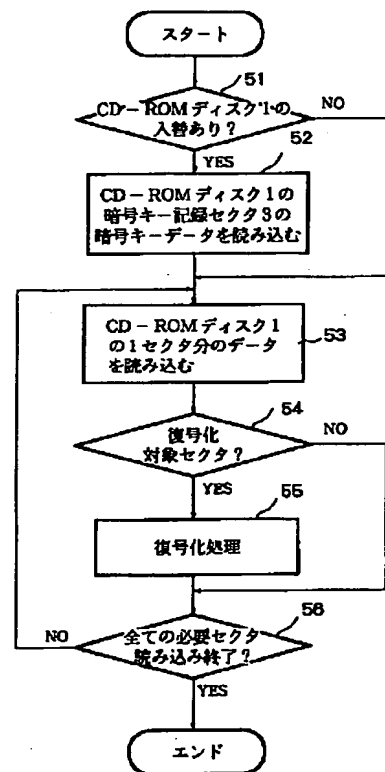 スタート
51
CD－ROMディスク1の
入替あり？
NO
YES
52
CD－ROMディスク1の
暗号キー記録セクタ3の
暗号キーデータを読み込む
CD－ROMディスク1
の1セクタ分のデータ
を読み込む
53
54
復号化
対象セクタ？
NO
YES
55
復号化処理
56
全ての必要セクタ
読み込み終了？
NO
YES
エンド